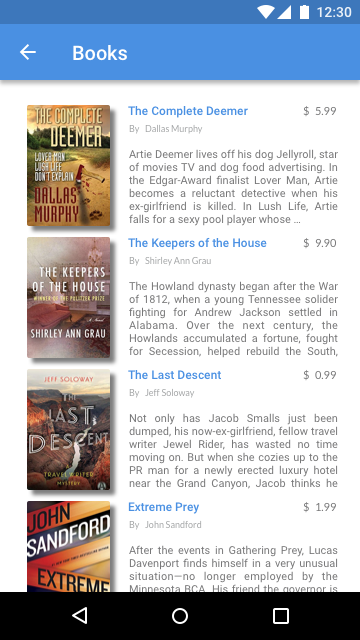 12:30
Books
THE COMPLETE
DEEMER
LOVER MAN
LUSH LIFE
DON'T EXPLAIN
DALLAS
MURPHY
The Complete Deemer
$ 5.99
By Dallas Murphy
Artie Deemer lives off his dog Jellyroll, star
of movies TV and dog food advertising. In
the Edgar-Award finalist Lover Man, Artie
becomes a reluctant detective when his
ex-girlfriend is killed. In Lush Life, Artie
falls for a sexy pool player whose ...
THE KEEPERS
OF THE HOUSE
WINNER OF THE PULITZER PRIZE
A Novel
SHIRLEY ANN GRAU
The Keepers of the House
$ 9.90
By Shirley Ann Grau
The Howland dynasty began after the War
of 1812, when a young Tennessee solider
fighting for Andrew Jackson settled in
Alabama. Over the next century, the
Howlands accumulated a fortune, fought
for Secession, helped rebuild the South,
JEFF SOLOWAY
THE
LAST
DESCENT
A TRAVEL WRITER
MYSTERY
The Last Descent
$ 0.99
By Jeff Soloway
Not only has Jacob Smalls just been
dumped, his now-ex-girlfriend, fellow travel
writer Jewel Rider, has wasted no time
moving on. But when she cozies up to the
PR man for a newly erected luxury hotel
near the Grand Canyon, Jacob thinks he
JOHN
SANDFORD
EXTREME
Extreme Prey
$ 1.99
By John Sandford
After the events in Gathering Prey, Lucas
Davenport finds himself in a very unusual
situation—no longer employed by the
Minnesota BCA. His friend the governor is